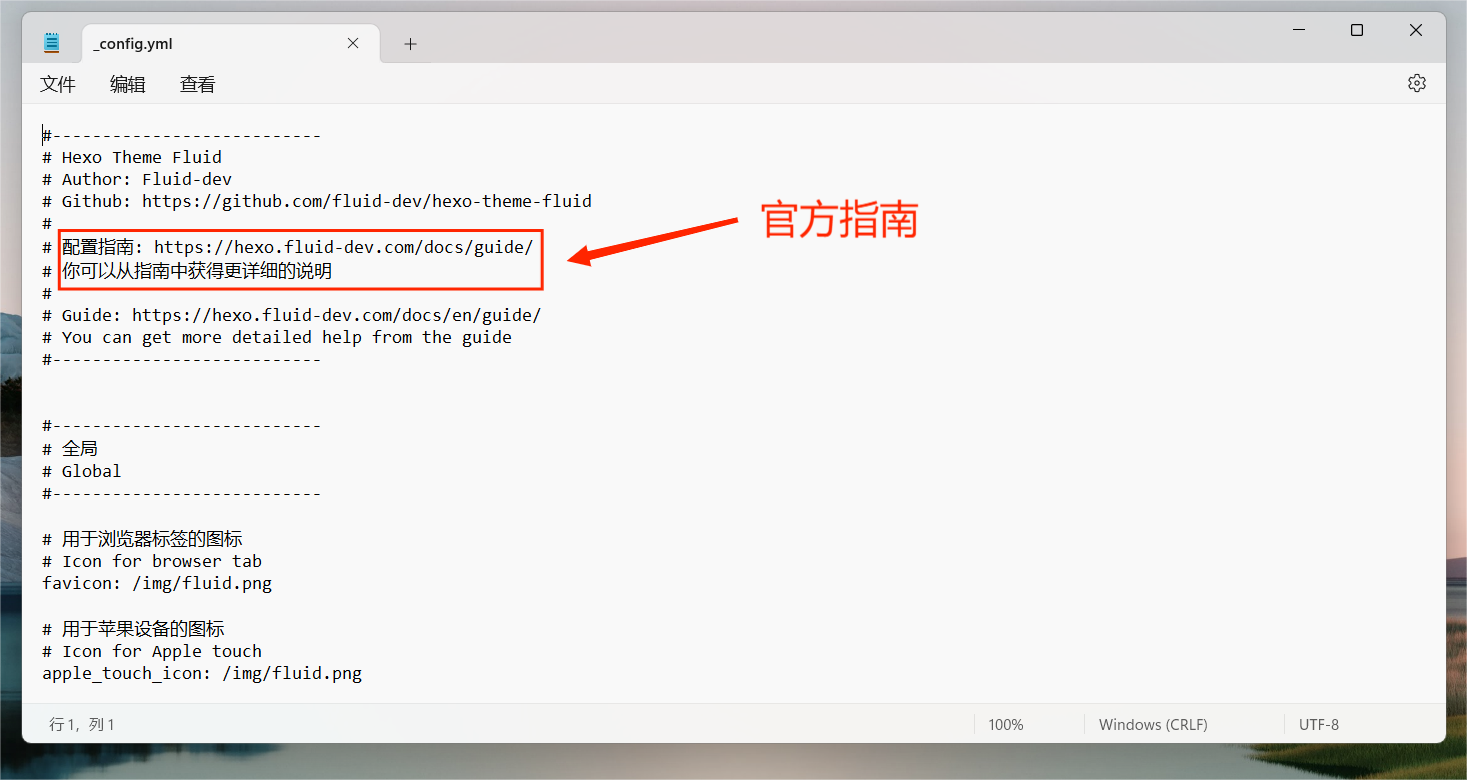 _config.yml
文件 编辑 查看
#---------------------------
# Hexo Theme Fluid
# Author: Fluid-dev
# Github: https://github.com/fluid-dev/hexo-theme-fluid
#
# 配置指南: https://hexo.fluid-dev.com/docs/guide/
# 你可以从指南中获得更详细的说明
官方指南
#
# Guide: https://hexo.fluid-dev.com/docs/en/guide/
# You can get more detailed help from the guide
#---------------------------
#---------------------------
# 全局
# Global
#---------------------------
# 用于浏览器标签的图标
# Icon for browser tab
favicon: /img/fluid.png
# 用于苹果设备的图标
# Icon for Apple touch
apple_touch_icon: /img/fluid.png
行 1，列 1 100% Windows (CRLF) UTF-8